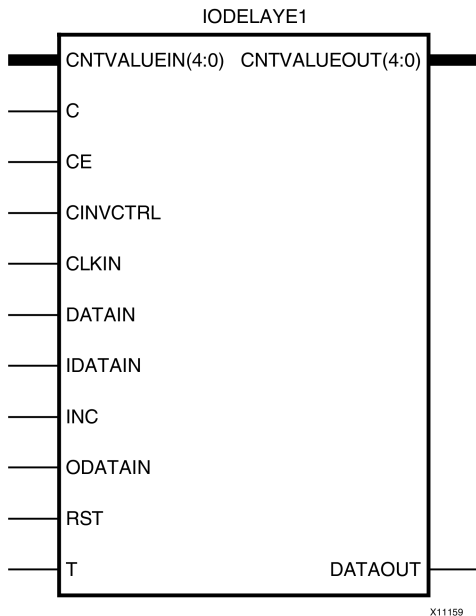 IODELAYE1
CNTVALUEIN(4:0) CNTVALUEOUT(4:0)
C
CE
CINVCTRL
CLKIN
DATAIN
IDATAIN
INC
ODATAIN
RST
T DATAOUT
X11159